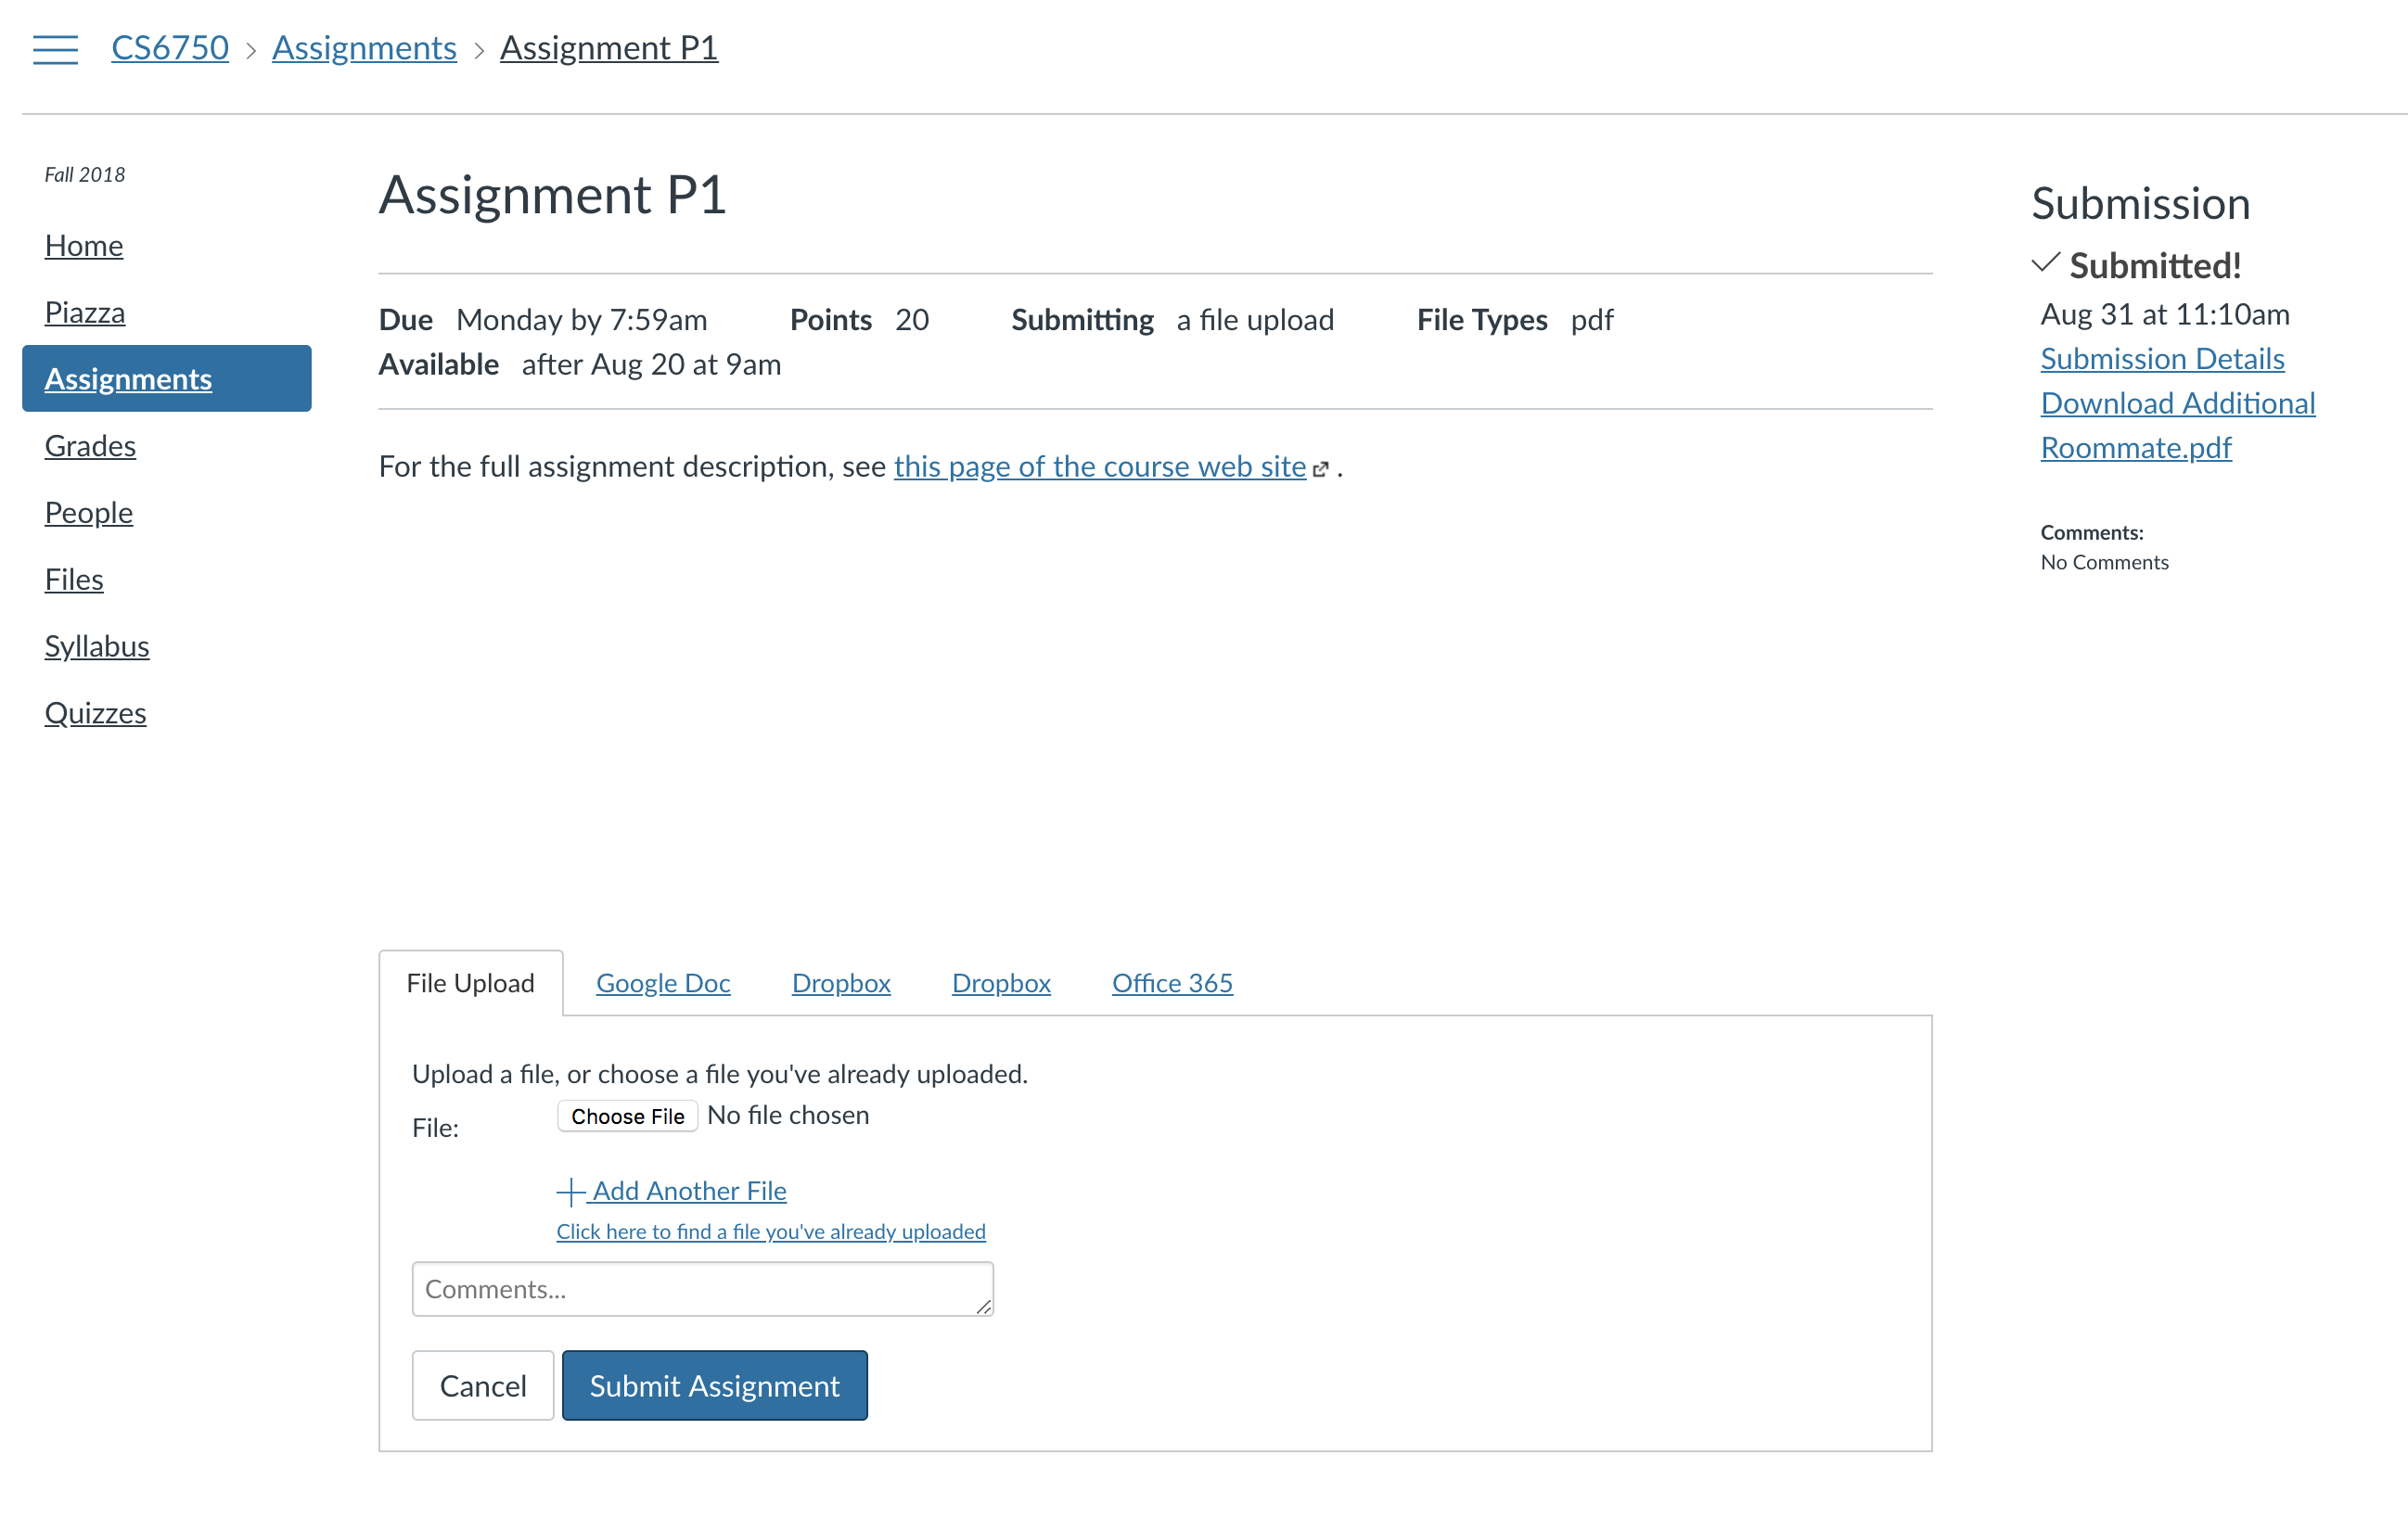 CS6750 > Assignments > Assignment P1
Fall 2018
Home
Piazza
Assignments
Grades
People
Files
Syllabus
Quizzes
Assignment P1
Due Monday by 7:59am Points 20 Submitting a file upload File Types pdf
Available after Aug 20 at 9am
For the full assignment description, see this page of the course web site .
File Upload Google Doc Dropbox Dropbox Office 365
Upload a file, or choose a file you've already uploaded.
File: Choose File No file chosen
Add Another File
Click here to find a file you've already uploaded
Comments...
Cancel Submit Assignment
Submission
Submitted!
Aug 31 at 11:10am
Submission Details
Download Additional
Roommate.pdf
Comments:
No Comments